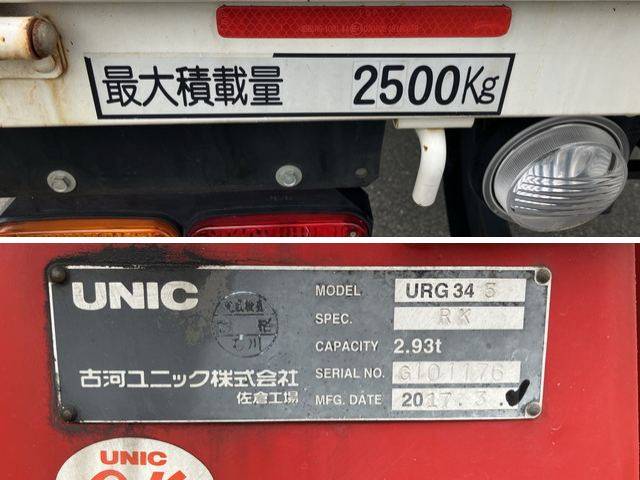 最大積載量 2500Kg
UNIC
古河ユニック株式会社
佐倉工場
MODEL URG34 5
SPEC. RK
CAPACITY 2.93t
SERIAL NO. G101176
MFG. DATE 2017. 3.
UNIC